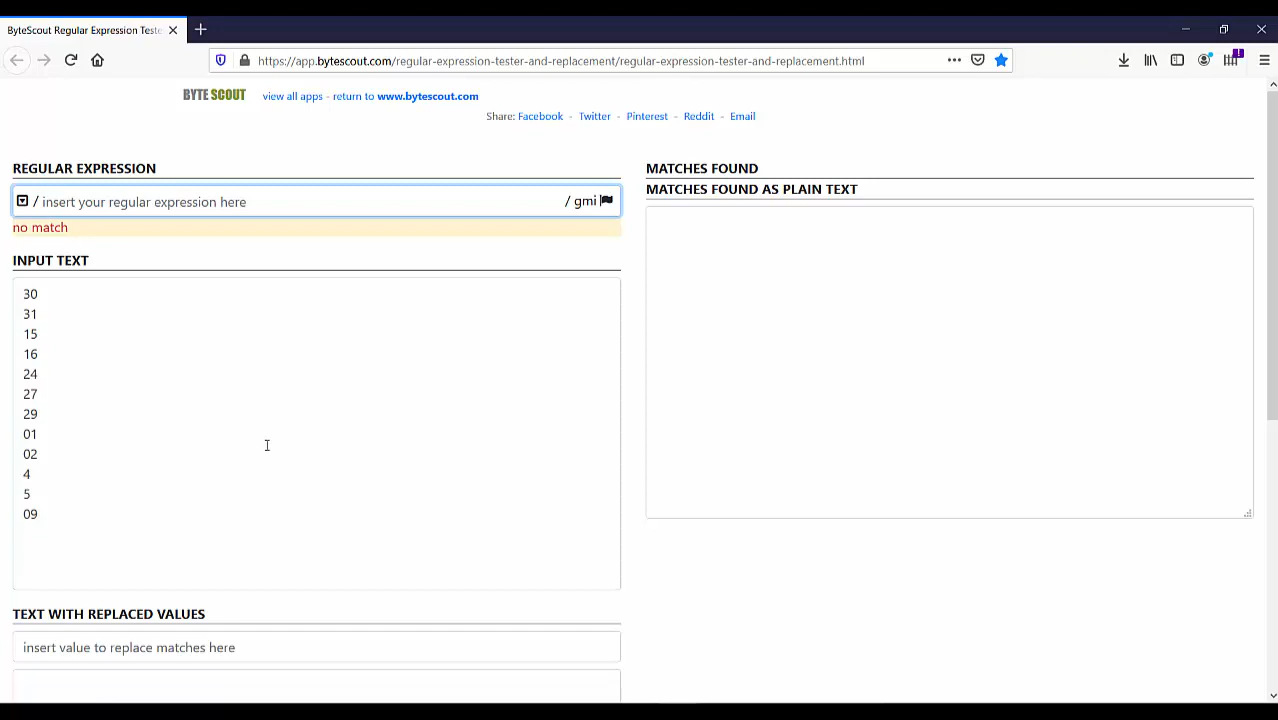 ByteScout Regular Expression Teste
https://app.bytescout.com/regular-expression-tester-and-replacement/regular-expression-tester-and-replacement.html
BYTE SCOUT view all apps - return to www.bytescout.com
Share: Facebook - Twitter - Pinterest - Reddit - Email
REGULAR EXPRESSION
/ insert your regular expression here / gmi
no match
INPUT TEXT
30
31
15
16
24
27
29
01
02
4
5
09
TEXT WITH REPLACED VALUES
insert value to replace matches here
MATCHES FOUND
MATCHES FOUND AS PLAIN TEXT